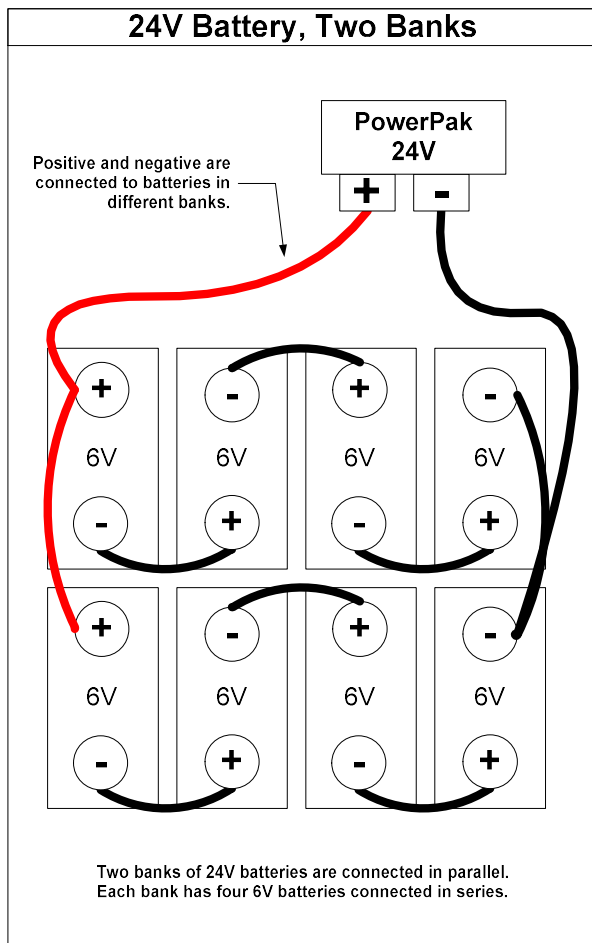 24V Battery, Two Banks
PowerPak
24V
+ -
Positive and negative are
connected to batteries in
different banks.
+ - + -
6V 6V 6V 6V
- + - +
+ - + -
6V 6V 6V 6V
- + - +
Two banks of 24V batteries are connected in parallel.
Each bank has four 6V batteries connected in series.